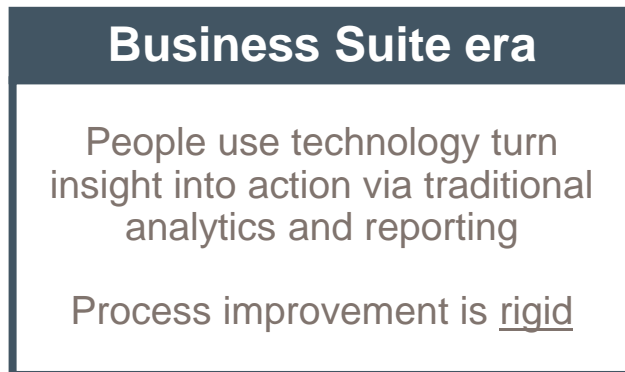 Business Suite era
People use technology turn
insight into action via traditional
analytics and reporting
Process improvement is rigid